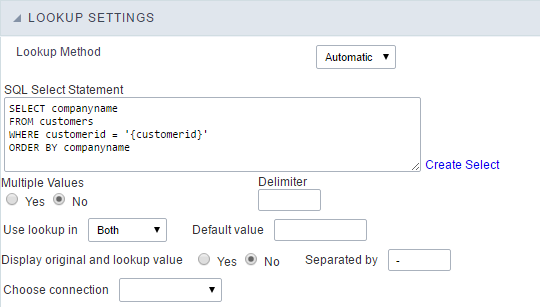 LOOKUP SETTINGS
Lookup Method Automatic
SQL Select Statement
SELECT companyname
FROM customers
WHERE customerid = '{customerid}'
ORDER BY companyname
Create Select
Multiple Values Delimiter
Yes No
Use lookup in Both Default value
Display original and lookup value Yes No Separated by -
Choose connection